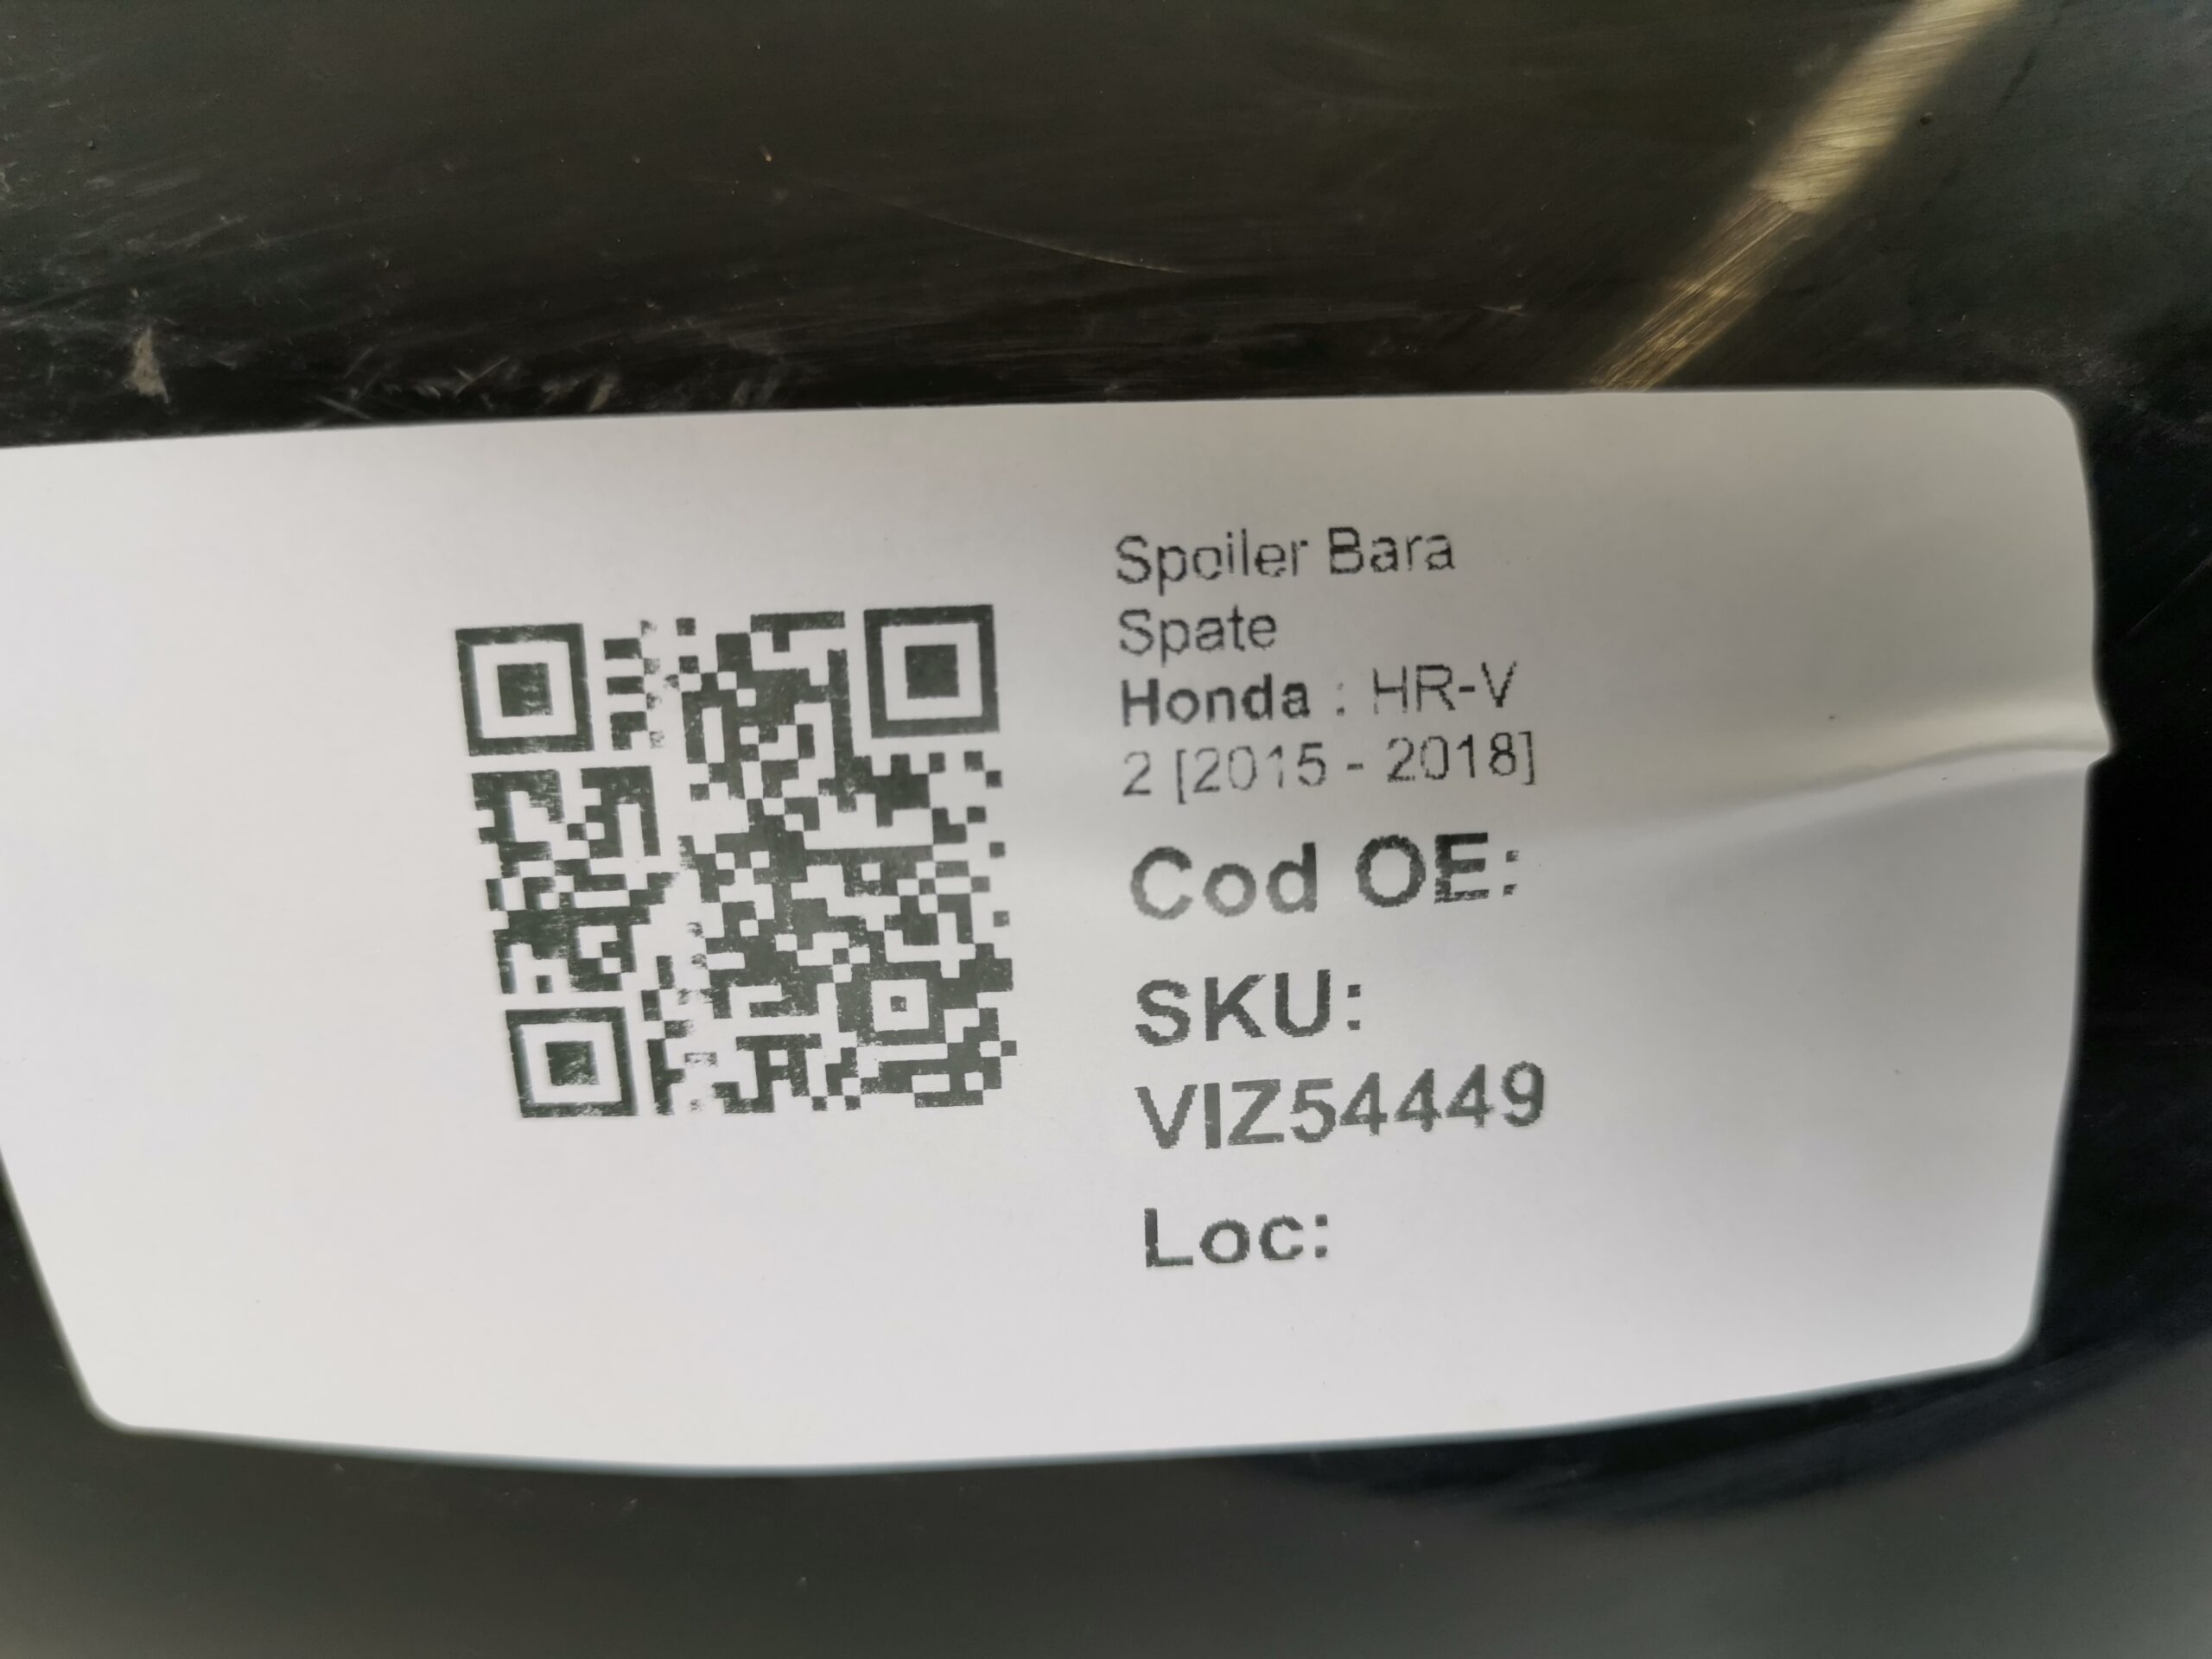 Spoiler Bara
Spate
Honda : HR-V
2 [2015 - 2018]
Cod OE:
SKU:
VIZ54449
Loc: